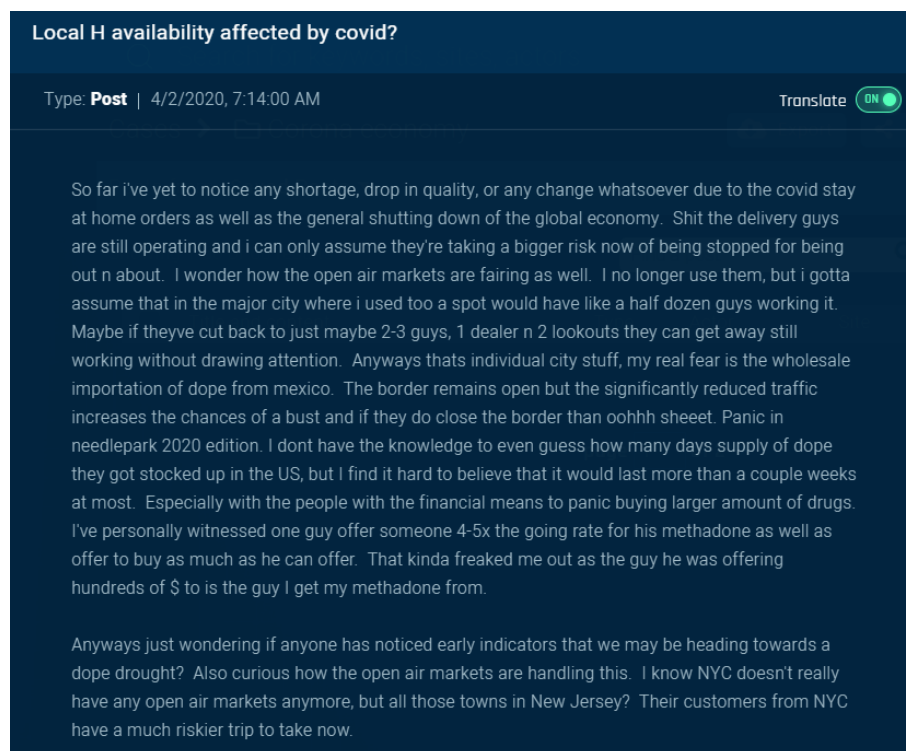 Local H availability affected by covid?
Type: Post | 4/2/2020, 7:14:00 AM
Translate ON
So far i've yet to notice any shortage, drop in quality, or any change whatsoever due to the covid stay
at home orders as well as the general shutting down of the global economy.  Shit the delivery guys
are still operating and i can only assume they're taking a bigger risk now of being stopped for being
out n about.  I wonder how the open air markets are fairing as well.  I no longer use them, but i gotta
assume that in the major city where i used too a spot would have like a half dozen guys working it.
Maybe if theyve cut back to just maybe 2-3 guys, 1 dealer n 2 lookouts they can get away still
working without drawing attention.  Anyways thats individual city stuff, my real fear is the wholesale
importation of dope from mexico.  The border remains open but the significantly reduced traffic
increases the chances of a bust and if they do close the border than oohhh sheeet. Panic in
needlepark 2020 edition. I dont have the knowledge to even guess how many days supply of dope
they got stocked up in the US, but I find it hard to believe that it would last more than a couple weeks
at most.  Especially with the people with the financial means to panic buying larger amount of drugs.
I've personally witnessed one guy offer someone 4-5x the going rate for his methadone as well as
offer to buy as much as he can offer.  That kinda freaked me out as the guy he was offering
hundreds of $ to is the guy I get my methadone from.
Anyways just wondering if anyone has noticed early indicators that we may be heading towards a
dope drought?  Also curious how the open air markets are handling this.  I know NYC doesn't really
have any open air markets anymore, but all those towns in New Jersey?  Their customers from NYC
have a much riskier trip to take now.